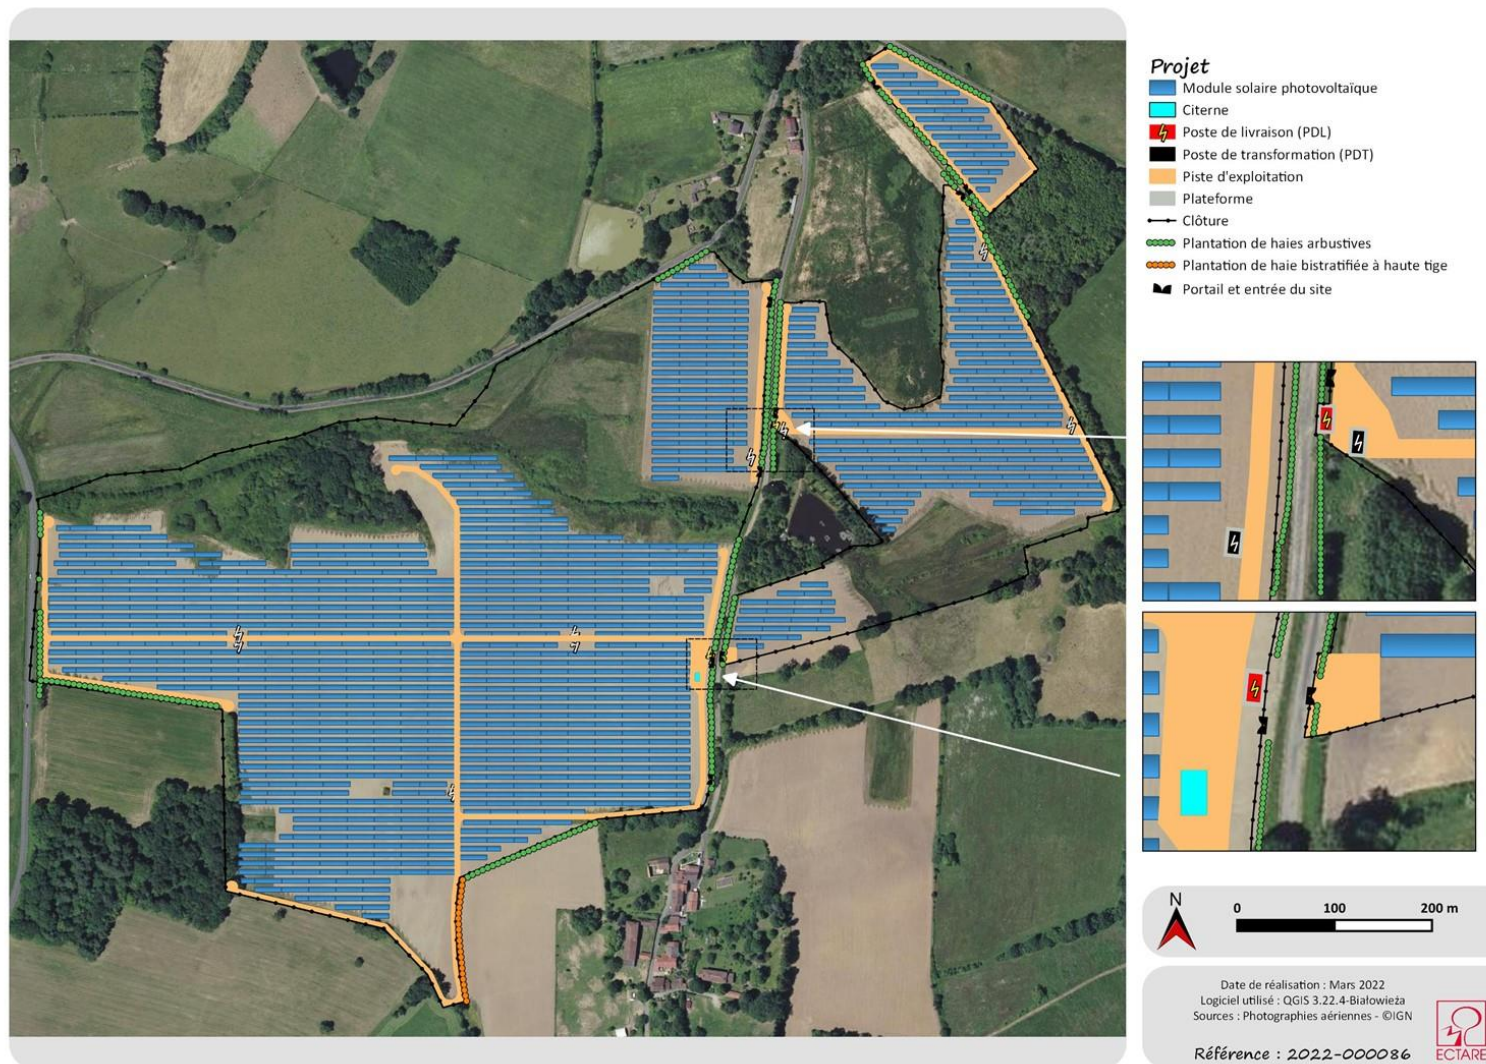 Projet
Module solaire photovoltaïque
Citerne
Poste de livraison (PDL)
Poste de transformation (PDT)
Piste d'exploitation
Plateforme
Clôture
Plantation de haies arbustives
Plantation de haie bistratifiée à haute tige
Portail et entrée du site
N
0 100 200 m
Date de réalisation : Mars 2022
Logiciel utilisé : QGIS 3.22.4-Białowieża
Sources : Photographies aériennes - ©IGN
Référence : 2022-000086
ECTARE